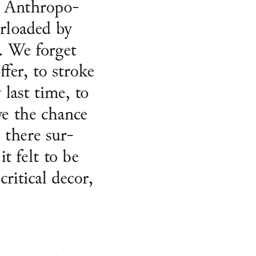 Anthropo-
rloaded by
. We forget
ffer, to stroke
last time, to
e the chance
there sur-
it felt to be
critical decor,